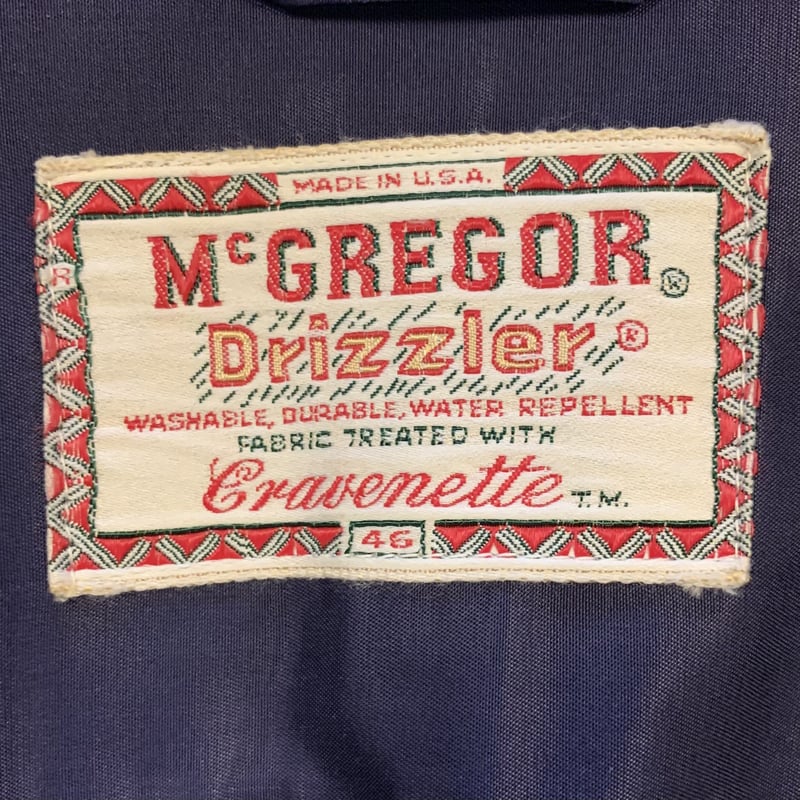 MADE IN U.S.A.
McGREGOR ®
Drizzler ®
WASHABLE, DURABLE, WATER REPELLENT
FABRIC TREATED WITH
Cravenette T.M.
46
R